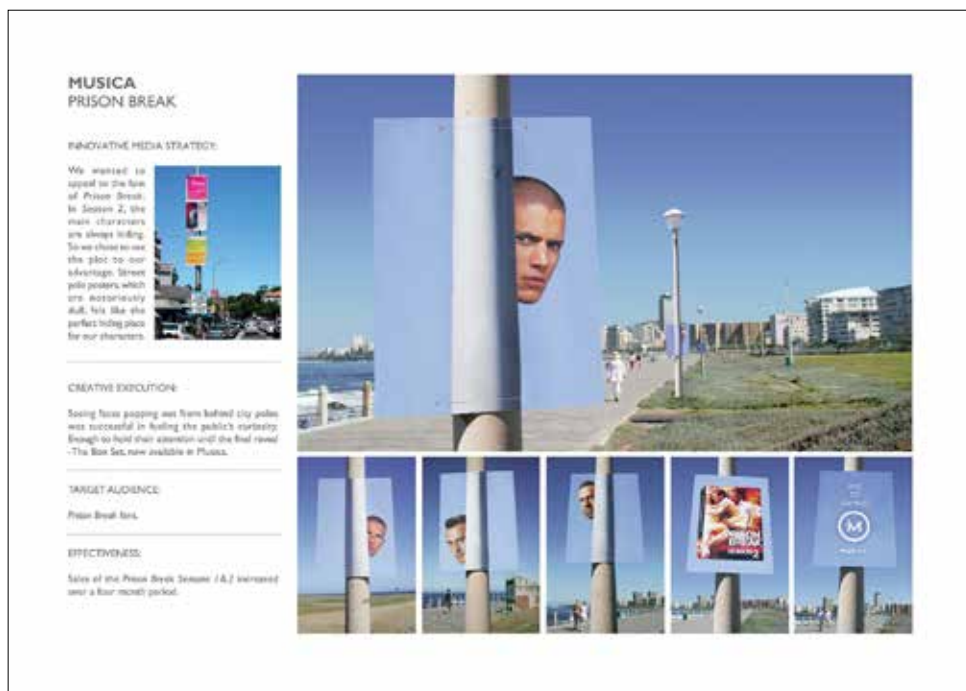 MUSICA
PRISON BREAK
INNOVATIVE MEDIA STRATEGY:
We wanted to
appeal to the fans
of Prison Break.
In Season 2, the
main characters
are always hiding.
So we chose to use
the plot to our
advantage. Street
pole posters, which
are notoriously
dull, felt like the
perfect hiding place
for our characters.
CREATIVE EXECUTION:
Seeing faces popping out from behind city poles
was successful in fueling the public's curiosity.
Enough to hold their attention until the final reveal
- The Box Set, now available in Musica.
TARGET AUDIENCE:
Prison Break fans.
EFFECTIVENESS:
Sales of the Prison Break Seasons 1&2 increased
over a four month period.
M